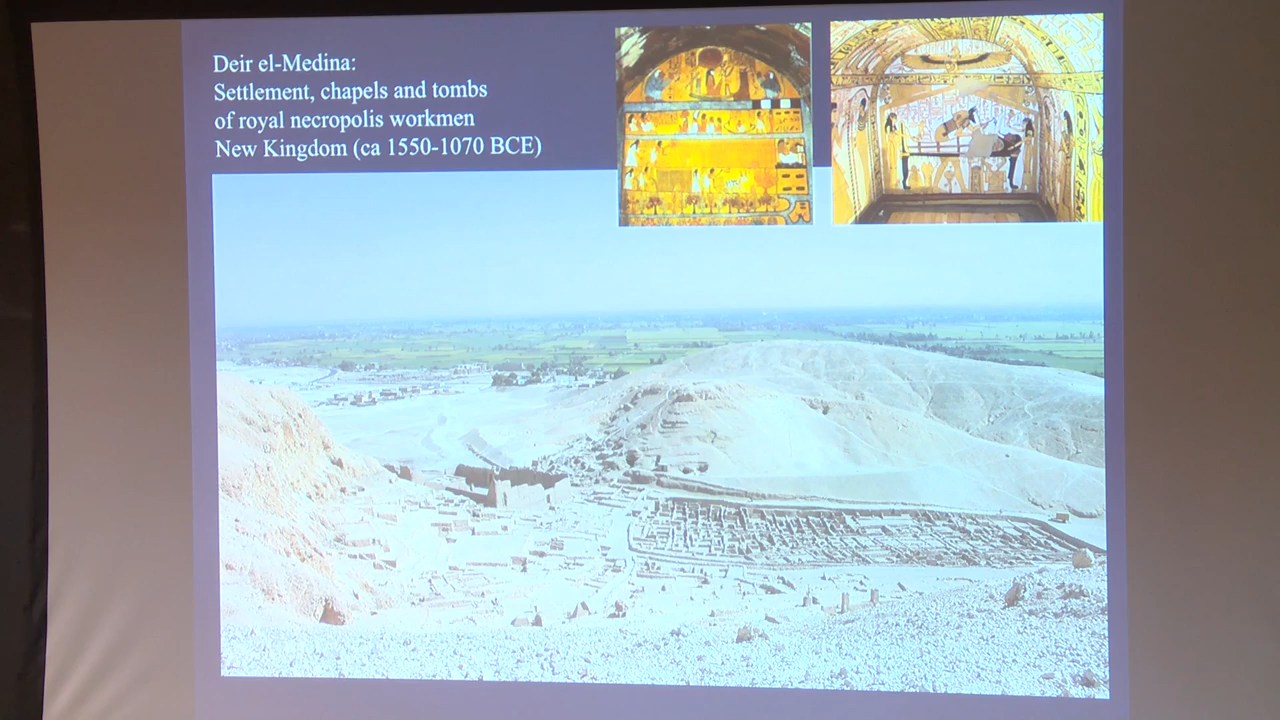 Deir el-Medina:
Settlement, chapels and tombs
of royal necropolis workmen
New Kingdom (ca 1550-1070 BCE)